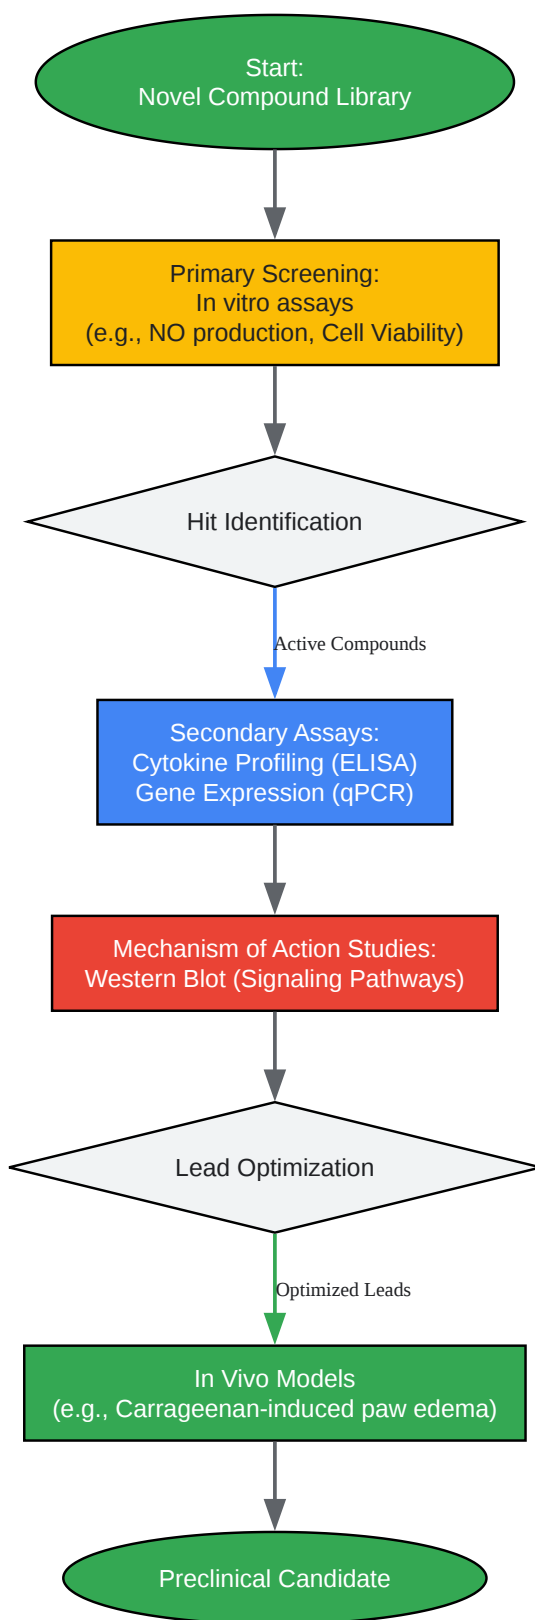 Start:
Novel Compound Library
Primary Screening:
In vitro assays
(e.g., NO production, Cell Viability)
Hit Identification
Active Compounds
Secondary Assays:
Cytokine Profiling (ELISA)
Gene Expression (qPCR)
Mechanism of Action Studies:
Western Blot (Signaling Pathways)
Lead Optimization
Optimized Leads
In Vivo Models
(e.g., Carrageenan-induced paw edema)
Preclinical Candidate